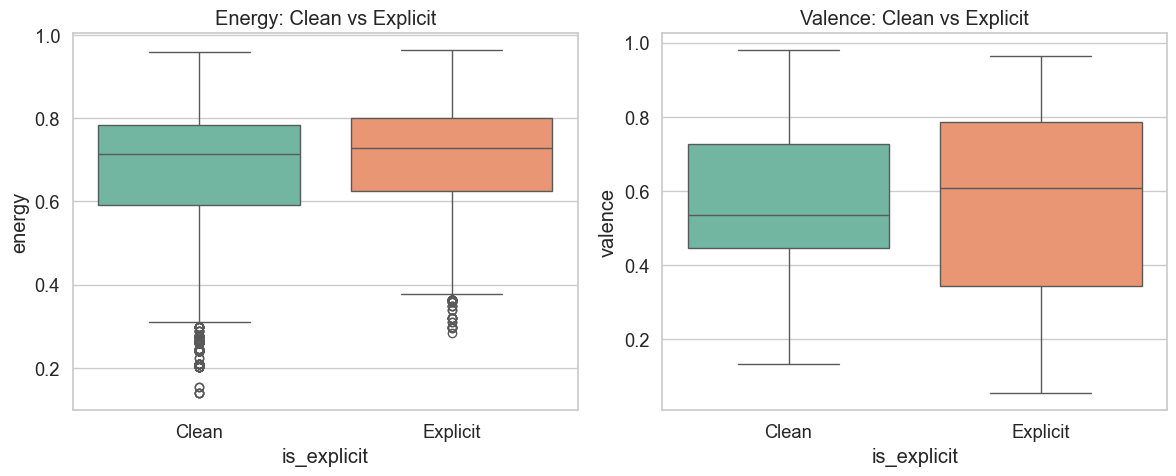 Energy: Clean vs Explicit
1.0
0.8
0.6
0.4
0.2
energy
Clean
Explicit
is_explicit
Valence: Clean vs Explicit
1.0
0.8
0.6
0.4
0.2
valence
Clean
Explicit
is_explicit